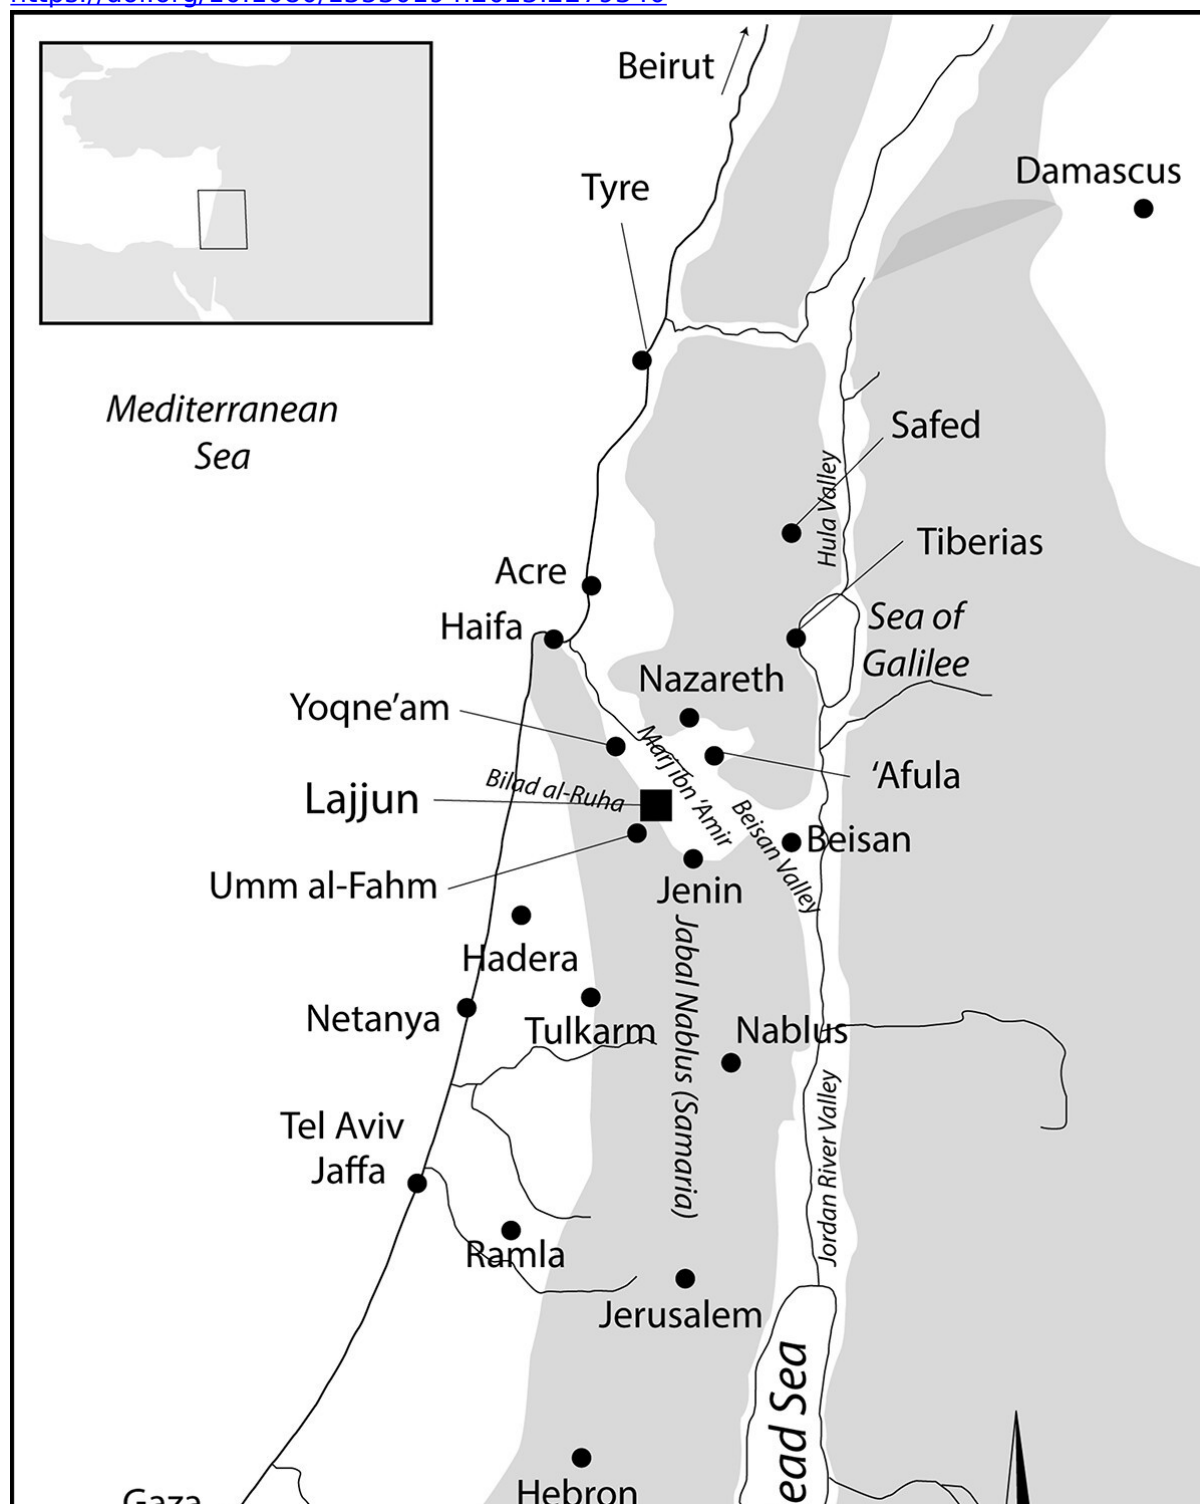 Beirut
Damascus
Tyre
Mediterranean
Sea
Safed
Hula Valley
Tiberias
Acre
Haifa
Sea of
Galilee
Nazareth
Yoqne'am
Marj ibn 'Amir
'Afula
Bilad al-Ruha
Lajjun
Beisan Valley
Beisan
Umm al-Fahm
Jenin
Jabal Nablus (Samaria)
Hadera
Netanya
Tulkarm
Nablus
Jordan River Valley
Tel Aviv
Jaffa
Ramla
Jerusalem
ead Sea
Hebron
Gaza